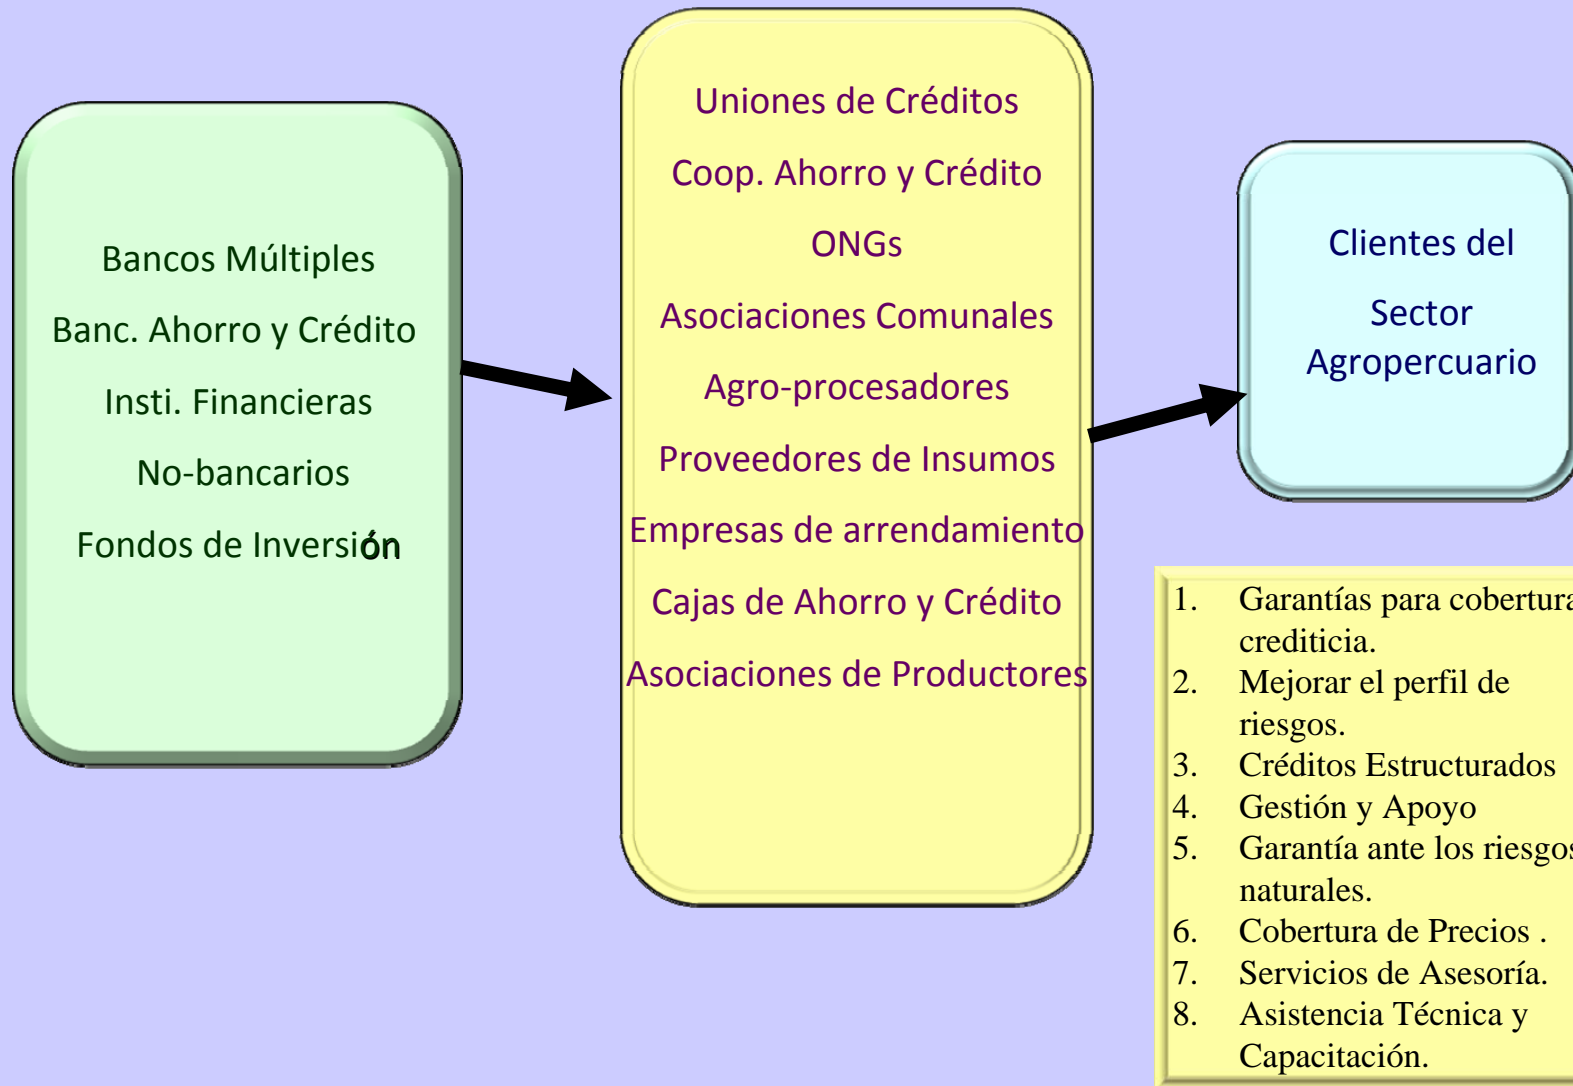 Bancos Múltiples
Banc. Ahorro y Crédito
Insti. Financieras
No-bancarios
Fondos de Inversión
Uniones de Créditos
Coop. Ahorro y Crédito
ONGs
Asociaciones Comunales
Agro-procesadores
Proveedores de Insumos
Empresas de arrendamiento
Cajas de Ahorro y Crédito
Asociaciones de Productores
Clientes del
Sector
Agropercuario
1. Garantías para cobertura
crediticia.
2. Mejorar el perfil de
riesgos.
3. Créditos Estructurados
4. Gestión y Apoyo
5. Garantía ante los riesgos
naturales.
6. Cobertura de Precios .
7. Servicios de Asesoría.
8. Asistencia Técnica y
Capacitación.